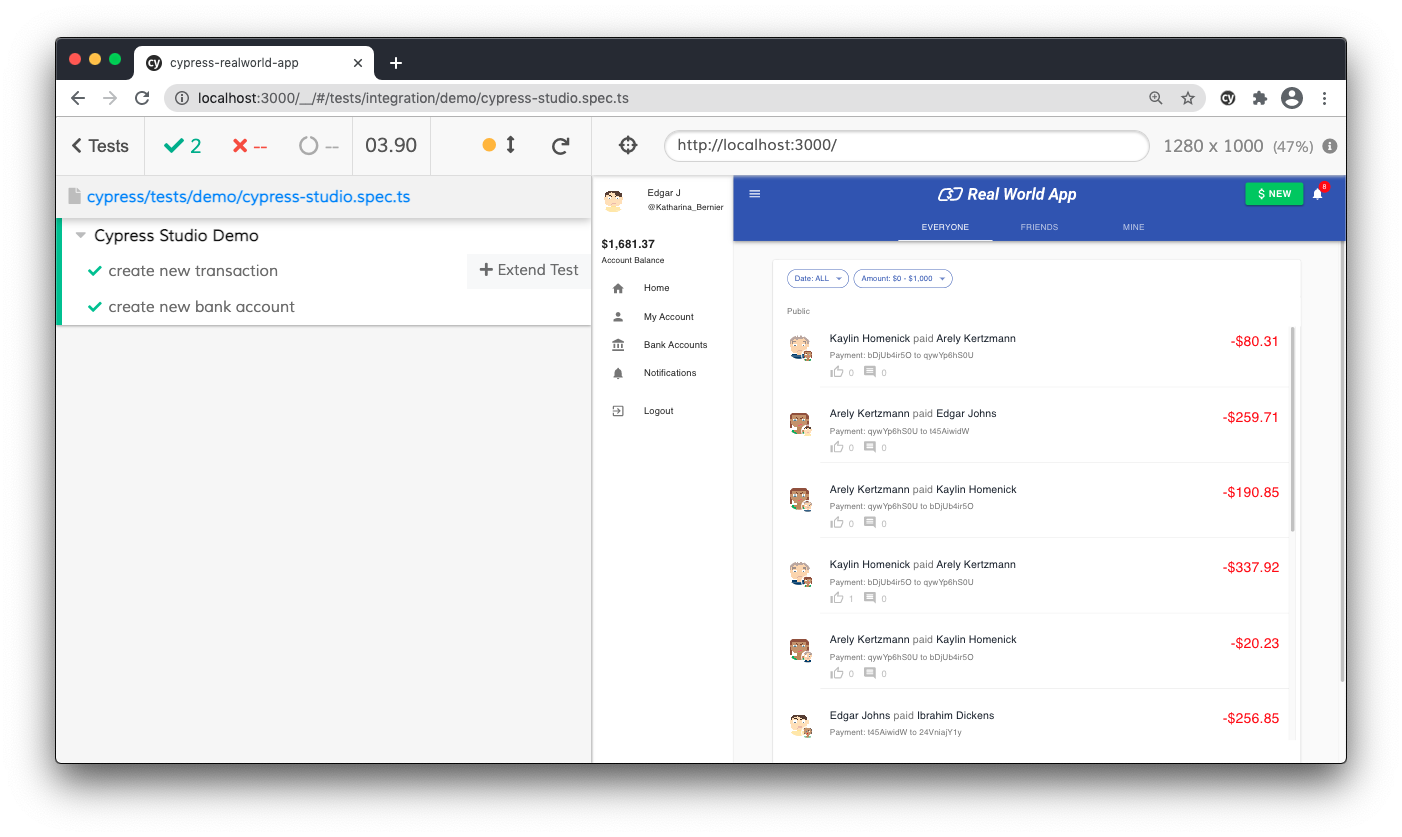 cypress-realworld-app
localhost:3000/__/#/tests/integration/demo/cypress-studio.spec.ts
Tests 2 -- -- 03.90
http://localhost:3000/ 1280 x 1000 (47%)
cypress/tests/demo/cypress-studio.spec.ts
Cypress Studio Demo
create new transaction
Extend Test
create new bank account
Edgar J
@Katharina_Bernier
$1,681.37
Account Balance
Home
My Account
Bank Accounts
Notifications
Logout
Real World App
$ NEW
8
EVERYONE FRIENDS MINE
Date: ALL Amount: $0 - $1,000
Public
Kaylin Homenick paid Arely Kertzmann -$80.31
Payment: bDjUb4ir5O to qywYp6hS0U
0 0
Arely Kertzmann paid Edgar Johns -$259.71
Payment: qywYp6hS0U to t45AiwidW
0 0
Arely Kertzmann paid Kaylin Homenick -$190.85
Payment: qywYp6hS0U to bDjUb4ir5O
0 0
Kaylin Homenick paid Arely Kertzmann -$337.92
Payment: bDjUb4ir5O to qywYp6hS0U
1 0
Arely Kertzmann paid Kaylin Homenick -$20.23
Payment: qywYp6hS0U to bDjUb4ir5O
0 0
Edgar Johns paid Ibrahim Dickens -$256.85
Payment: t45AiwidW to 24VniajY1y